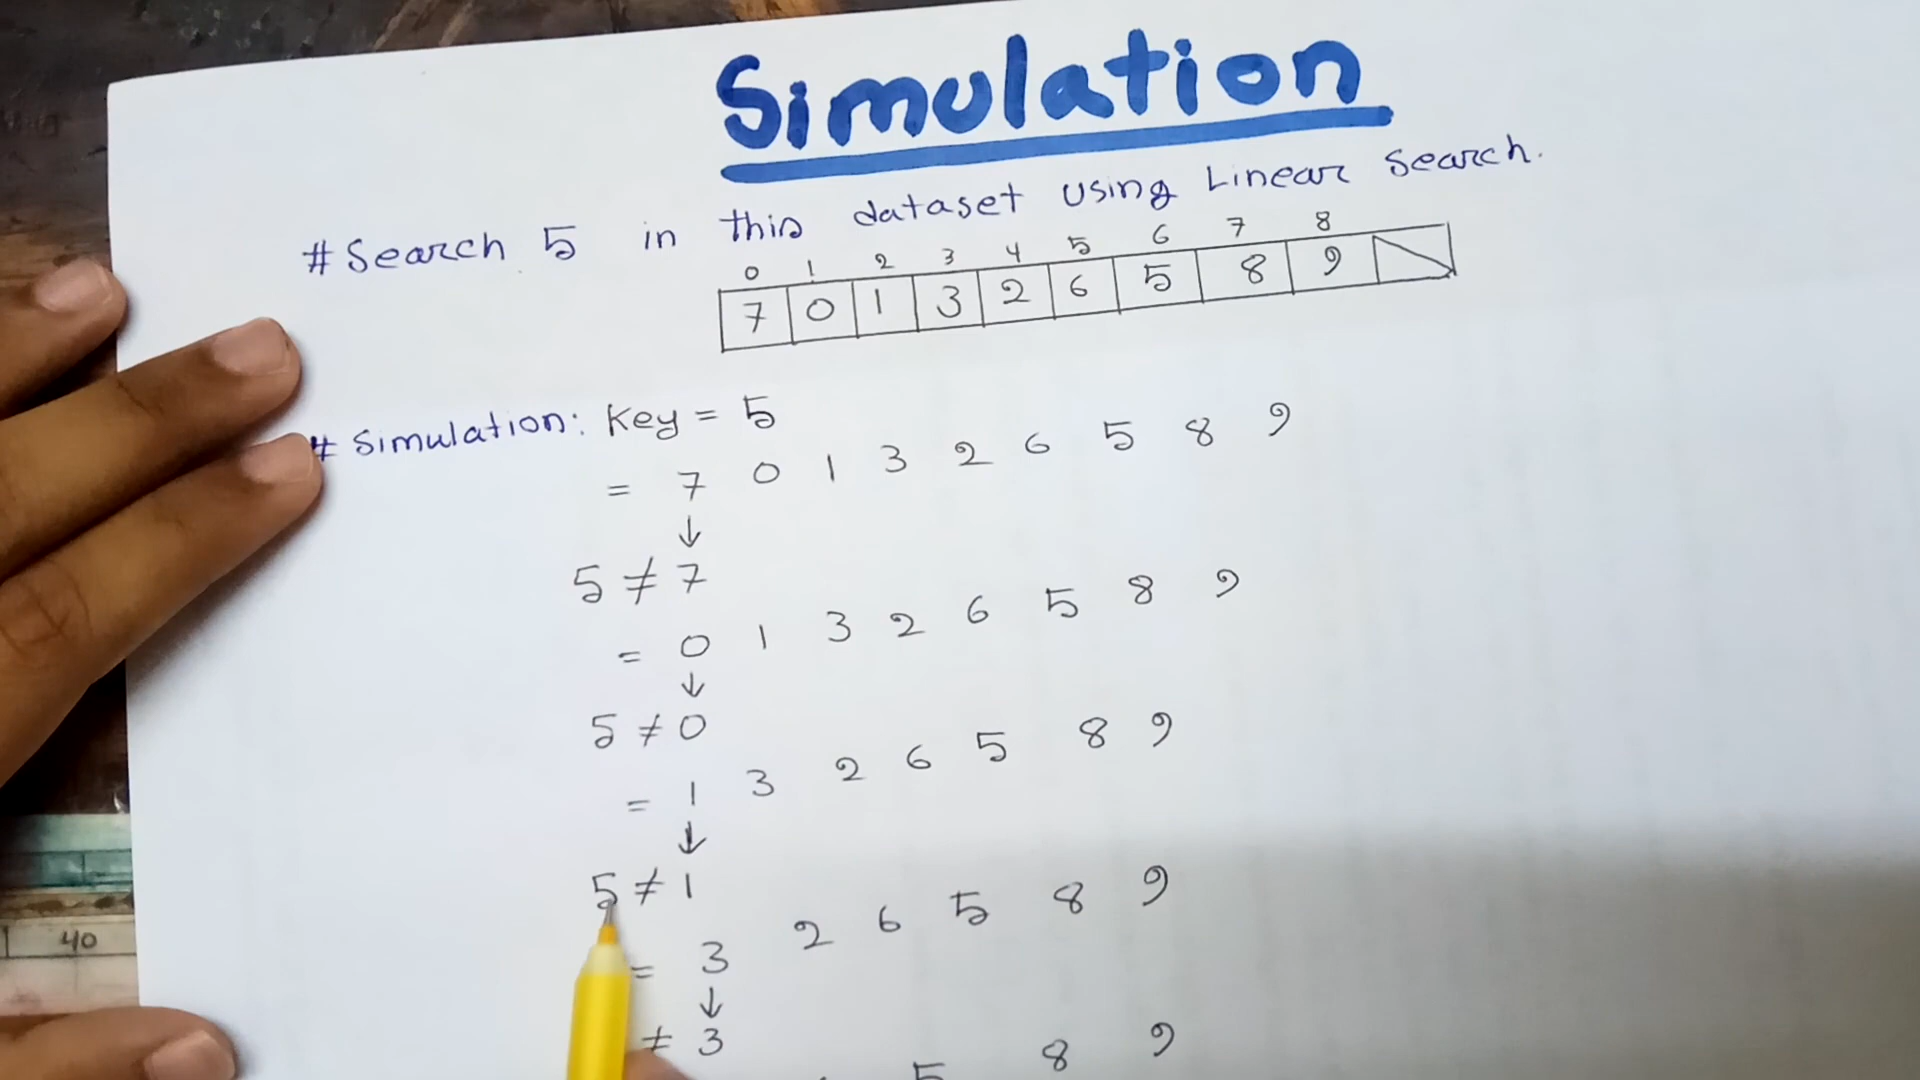 Simulation
# Search 5 in this dataset using Linear Search.
0 1 2 3 4 5 6 7 8
7 0 1 3 2 6 5 8 9
# Simulation: Key = 5
= 7 0 1 3 2 6 5 8 9
↓
5 ≠ 7
= 0 1 3 2 6 5 8 9
↓
5 ≠ 0
= 1 3 2 6 5 8 9
↓
5 ≠ 1
= 3 2 6 5 8 9
↓
≠ 3
5 8 9
40